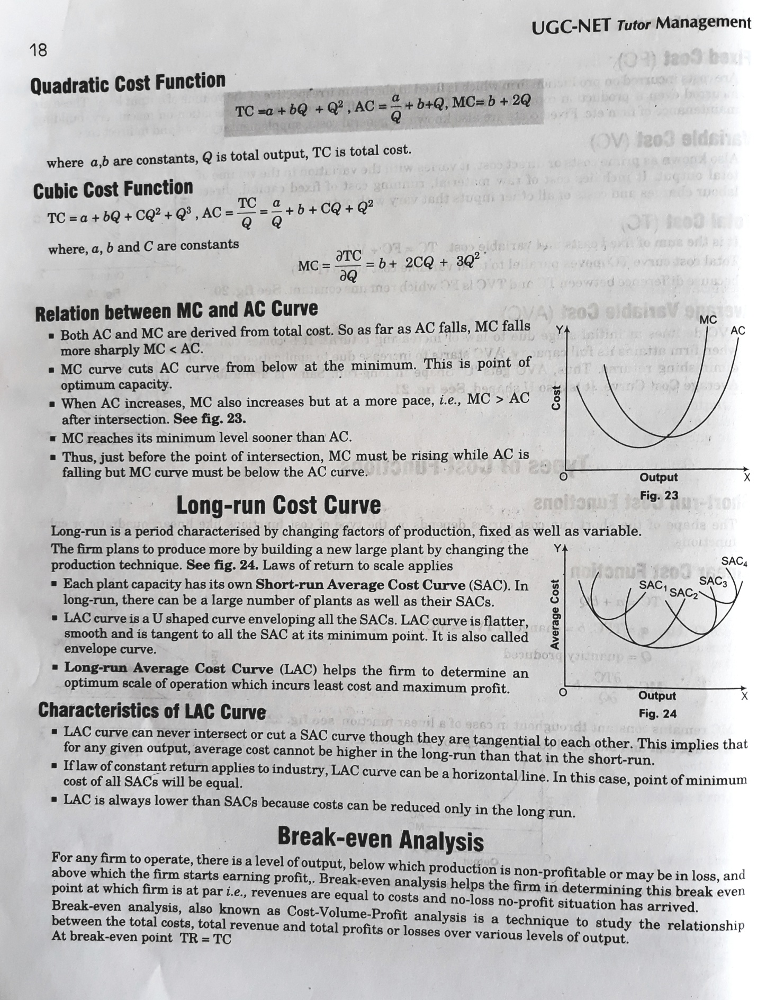 UGC-NET Tutor Management
18
Quadratic Cost Function
TC =a + bQ + Q², AC = a/Q + b+Q, MC= b + 2Q
where a,b are constants, Q is total output, TC is total cost.
Cubic Cost Function
TC = a + bQ + CQ² + Q³, AC = TC/Q = a/Q + b + CQ + Q²
where, a, b and C are constants
MC = ∂TC/∂Q = b + 2CQ + 3Q²
Relation between MC and AC Curve
▪ Both AC and MC are derived from total cost. So as far as AC falls, MC falls
more sharply MC < AC.
▪ MC curve cuts AC curve from below at the minimum. This is point of
optimum capacity.
▪ When AC increases, MC also increases but at a more pace, i.e., MC > AC
after intersection. See fig. 23.
▪ MC reaches its minimum level sooner than AC.
▪ Thus, just before the point of intersection, MC must be rising while AC is
falling but MC curve must be below the AC curve.
Y
MC
AC
Cost
O
Output
X
Fig. 23
Long-run Cost Curve
Long-run is a period characterised by changing factors of production, fixed as well as variable.
The firm plans to produce more by building a new large plant by changing the
production technique. See fig. 24. Laws of return to scale applies
▪ Each plant capacity has its own Short-run Average Cost Curve (SAC). In
long-run, there can be a large number of plants as well as their SACs.
▪ LAC curve is a U shaped curve enveloping all the SACs. LAC curve is flatter,
smooth and is tangent to all the SAC at its minimum point. It is also called
envelope curve.
▪ Long-run Average Cost Curve (LAC) helps the firm to determine an
optimum scale of operation which incurs least cost and maximum profit.
Y
SAC₄
SAC₃
SAC₁
SAC₂
Average Cost
O
Output
X
Fig. 24
Characteristics of LAC Curve
▪ LAC curve can never intersect or cut a SAC curve though they are tangential to each other. This implies that
for any given output, average cost cannot be higher in the long-run than that in the short-run.
▪ If law of constant return applies to industry, LAC curve can be a horizontal line. In this case, point of minimum
cost of all SACs will be equal.
▪ LAC is always lower than SACs because costs can be reduced only in the long run.
Break-even Analysis
For any firm to operate, there is a level of output, below which production is non-profitable or may be in loss, and
above which the firm starts earning profit,. Break-even analysis helps the firm in determining this break even
point at which firm is at par i.e., revenues are equal to costs and no-loss no-profit situation has arrived.
Break-even analysis, also known as Cost-Volume-Profit analysis is a technique to study the relationship
between the total costs, total revenue and total profits or losses over various levels of output.
At break-even point TR = TC